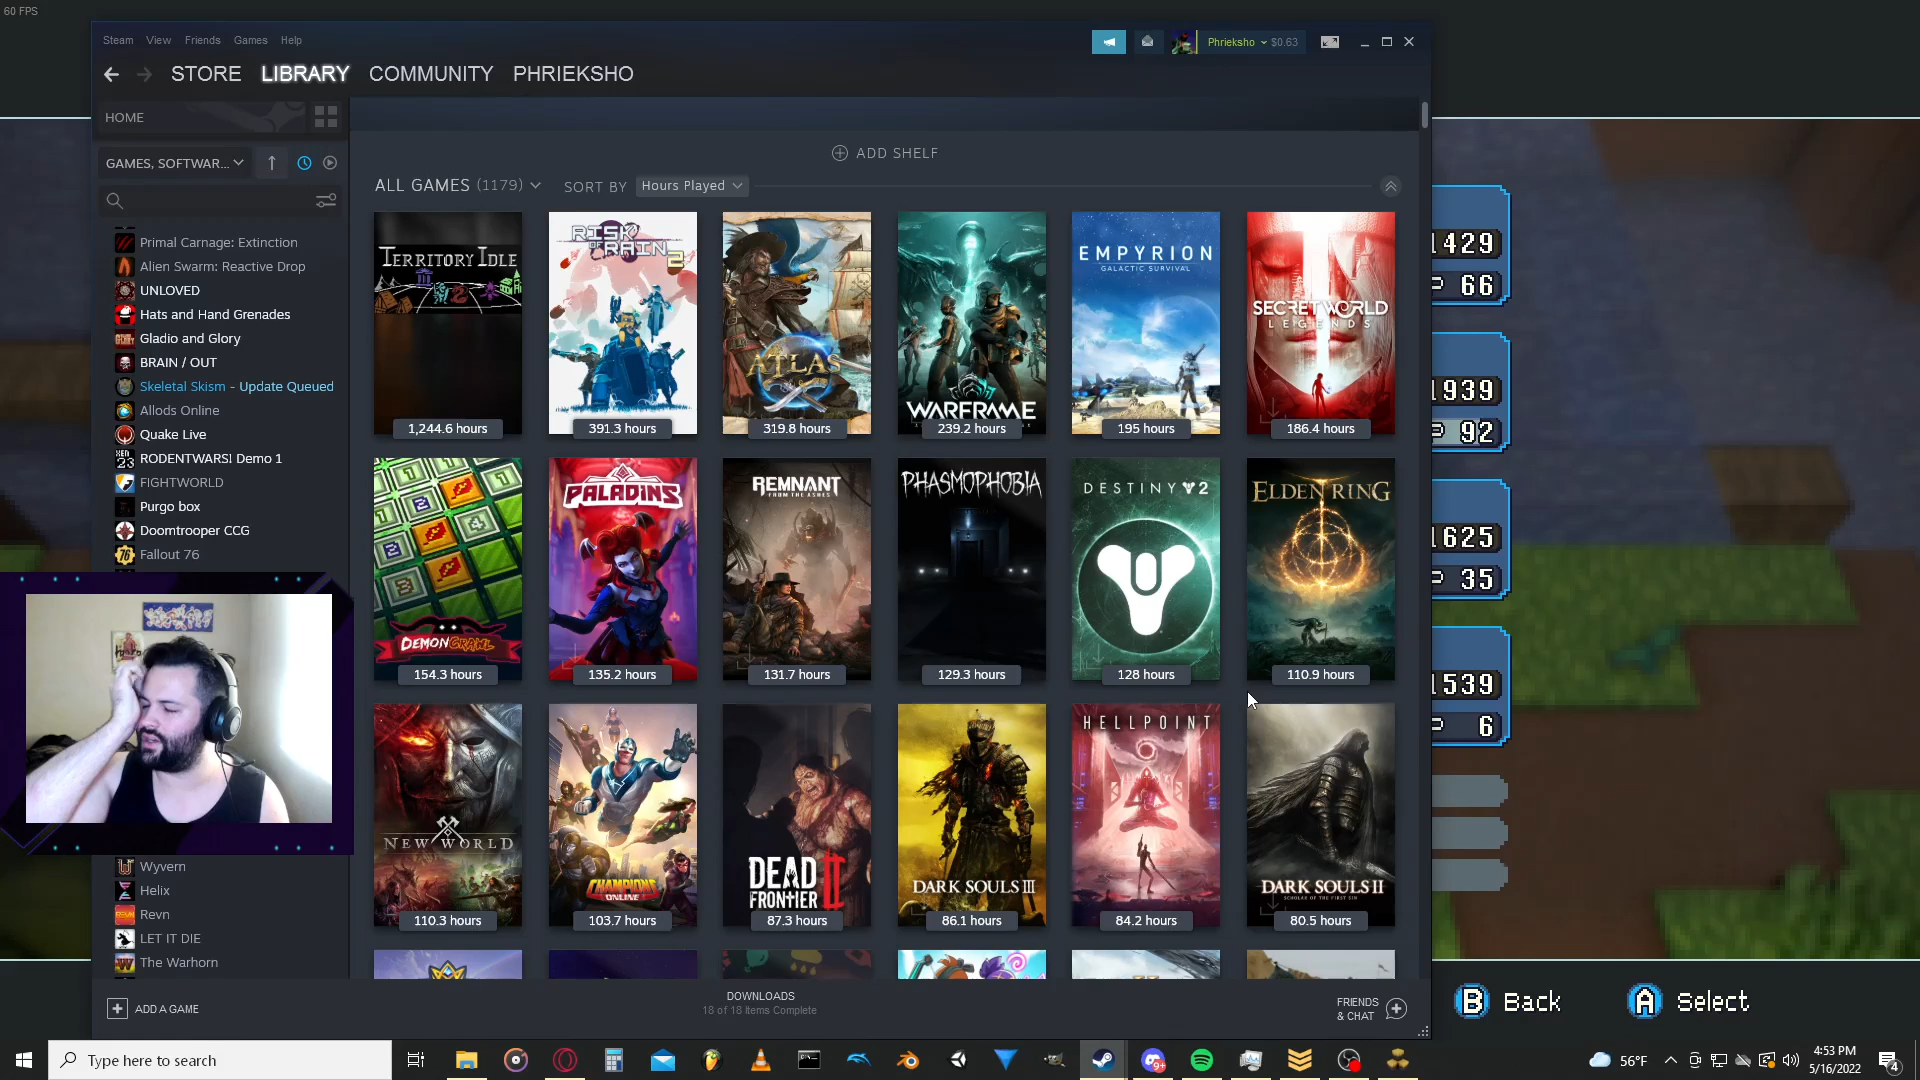 60 FPS
Steam View Friends Games Help
Phrieksho $0.63
STORE LIBRARY COMMUNITY PHRIEKSHO
HOME
GAMES, SOFTWAR...
ADD SHELF
ALL GAMES (1179) SORT BY Hours Played
Primal Carnage: Extinction
Alien Swarm: Reactive Drop
UNLOVED
Hats and Hand Grenades
Gladio and Glory
BRAIN / OUT
Skeletal Skism - Update Queued
Allods Online
Quake Live
RODENTWARS! Demo 1
FIGHTWORLD
Purgo box
Doomtrooper CCG
Fallout 76
Wyvern
Helix
Revn
LET IT DIE
The Warhorn
TERRITORY IDLE
1,244.6 hours
RISK OF RAIN 2
391.3 hours
ATLAS
319.8 hours
WARFRAME
239.2 hours
EMPYRION
GALACTIC SURVIVAL
195 hours
SECRET WORLD
LEGENDS
186.4 hours
DEMONCRAWL
154.3 hours
PALADINS
135.2 hours
REMNANT
FROM THE ASHES
131.7 hours
PHASMOPHOBIA
129.3 hours
DESTINY 2
128 hours
ELDEN RING
110.9 hours
NEW WORLD
110.3 hours
CHAMPIONS
ONLINE
103.7 hours
DEAD
FRONTIER II
87.3 hours
DARK SOULS III
86.1 hours
HELLPOINT
84.2 hours
DARK SOULS II
SCHOLAR OF THE FIRST SIN
80.5 hours
1429
P 66
1939
P 92
1625
P 35
1539
P 6
ADD A GAME
DOWNLOADS
18 of 18 Items Complete
FRIENDS
& CHAT
B Back A Select
Type here to search
9+
56°F
4:53 PM
5/16/2022
4